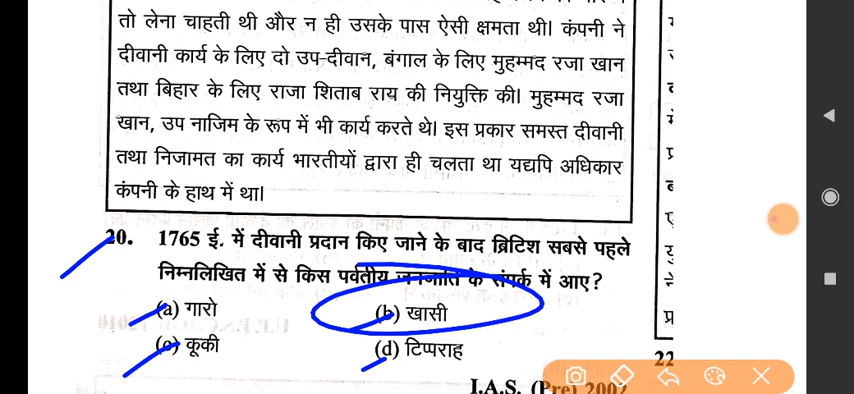 तो लेना चाहती थी और न ही उसके पास ऐसी क्षमता थी। कंपनी ने
दीवानी कार्य के लिए दो उप-दीवान, बंगाल के लिए मुहम्मद रजा खान
तथा बिहार के लिए राजा शिताब राय की नियुक्ति की। मुहम्मद रजा
खान, उप नाजिम के रूप में भी कार्य करते थे। इस प्रकार समस्त दीवानी
तथा निजामत का कार्य भारतीयों द्वारा ही चलता था यद्यपि अधिकार
कंपनी के हाथ में था।
20. 1765 ई. में दीवानी प्रदान किए जाने के बाद ब्रिटिश सबसे पहले
निम्नलिखित में से किस पर्वतीय जनजाति के संपर्क में आए?
(a) गारो (b) खासी
(c) कूकी (d) टिप्पराह
22
I.A.S. (Pre) 2002